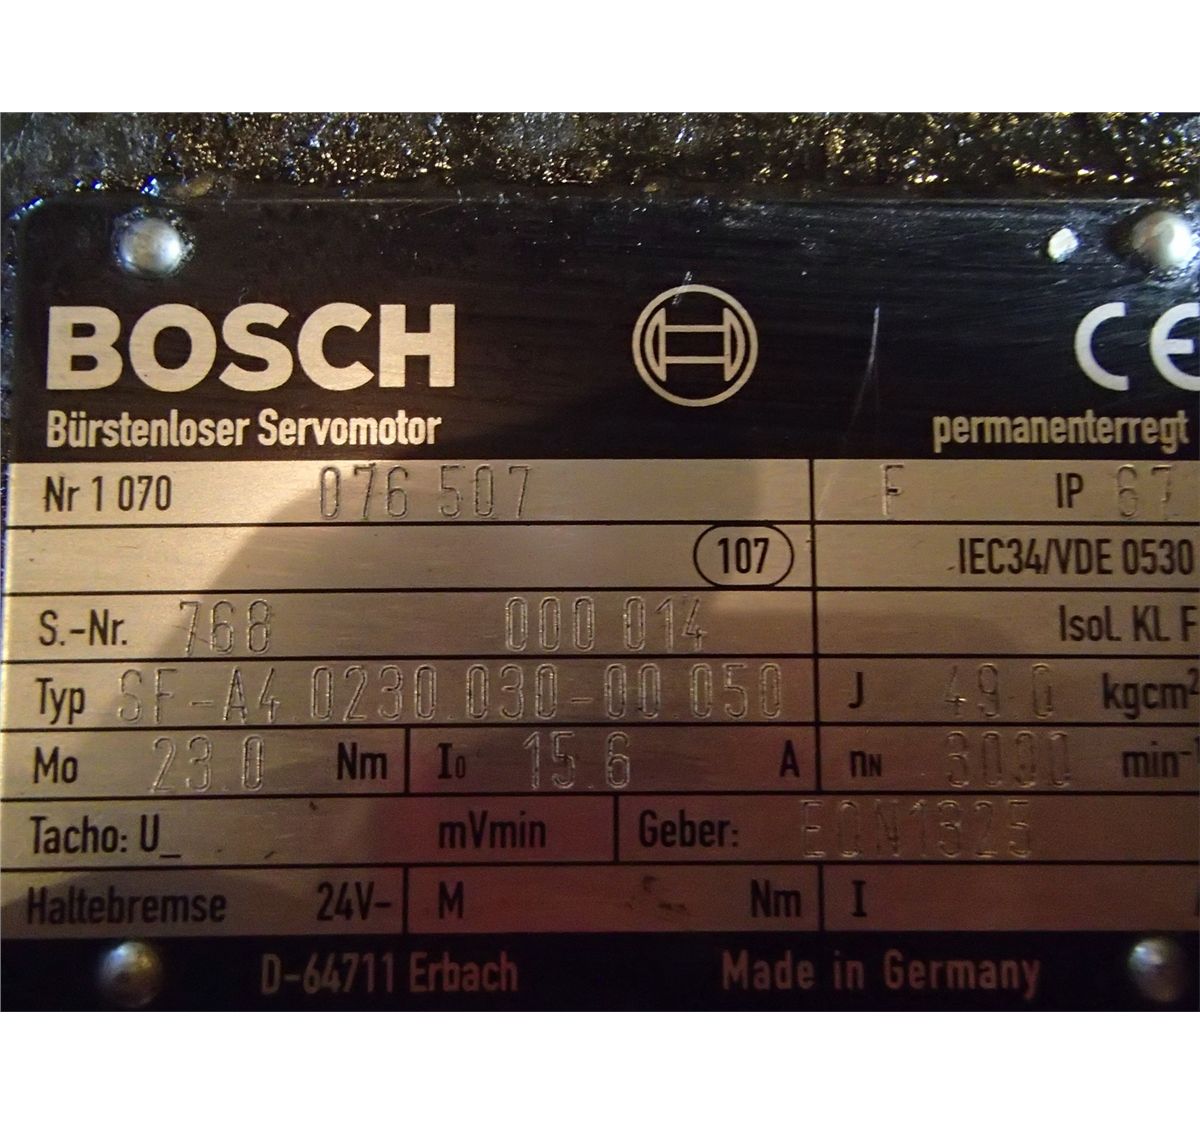 BOSCH
CE
Bürstenloser Servomotor permanenterregt
Nr 1 070 076 507 F IP 67
107 IEC34/VDE 0530
S.-Nr. 768 000 014 Isol. KL F
Typ SF-A4.0230.030-00.050 J 49.0 kgcm²
Mo 23.0 Nm I₀ 15.6 A nN 3000 min⁻¹
Tacho: U_ mVmin Geber: EQN1325
Haltebremse 24V- M Nm I
D-64711 Erbach Made in Germany